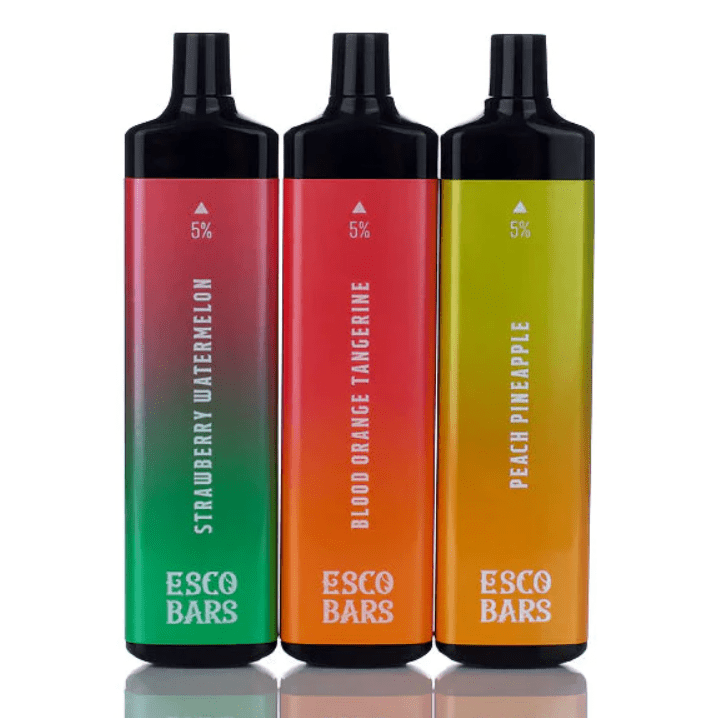 ▲
5%
STRAWBERRY WATERMELON
ESCO
BARS
▲
5%
BLOOD ORANGE TANGERINE
ESCO
BARS
▲
5%
PEACH PINEAPPLE
ESCO
BARS